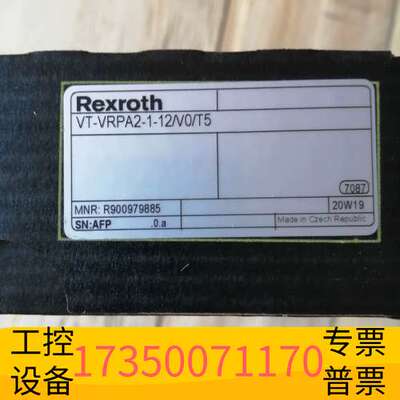 Rexroth
VT-VRPA2-1-12/V0/T5
7087
MNR: R900979885
20W19
SN:AFP .0.a
Made in Czech Republic
工控 17350071170 专票
设备 普票